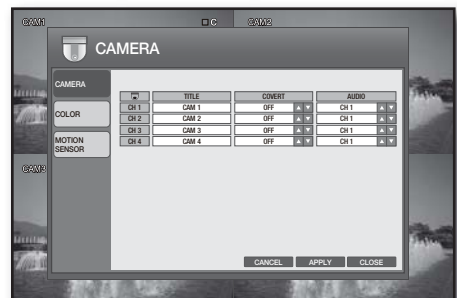 CAM1 C CAM2
CAMERA
CAMERA
TITLE COVERT AUDIO
CH 1 CAM 1 OFF CH 1
COLOR
CH 2 CAM 2 OFF CH 1
CH 3 CAM 3 OFF CH 1
MOTION SENSOR
CH 4 CAM 4 OFF CH 1
CAM3
CANCEL APPLY CLOSE